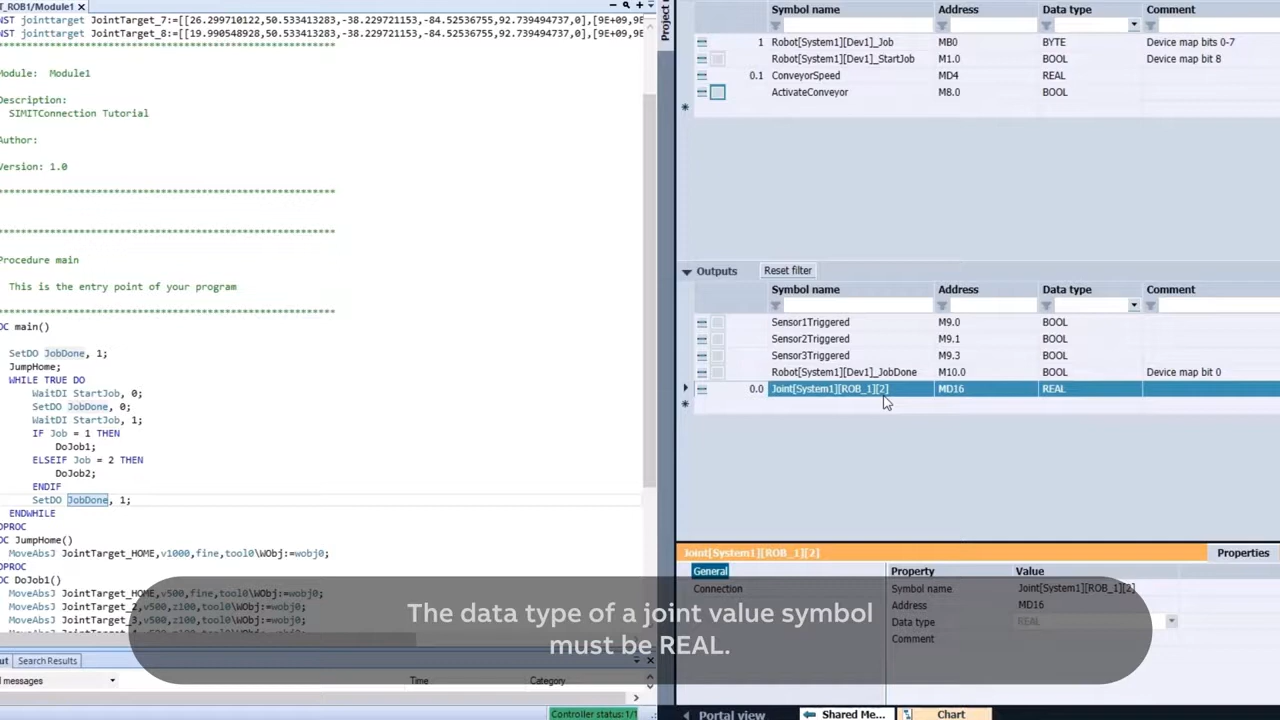 T_ROB1/Module1
NST jointtarget JointTarget_7:=[[26.299710122,50.533413283,-38.229721153,-84.52536755,92.739494737,0],[9E+09,9E
NST jointtarget JointTarget_8:=[[19.990548928,50.533413283,-38.229721153,-84.52536755,92.739494737,0],[9E+09,9E
***************************************************
Module: Module1
Description:
SIMITConnection Tutorial
Author:
Version: 1.0
***************************************************
***************************************************
Procedure main
This is the entry point of your program
***************************************************
OC main()
SetDO JobDone, 1;
JumpHome;
WHILE TRUE DO
WaitDI StartJob, 0;
SetDO JobDone, 0;
WaitDI StartJob, 1;
IF Job = 1 THEN
DoJob1;
ELSEIF Job = 2 THEN
DoJob2;
ENDIF
SetDO JobDone, 1;
ENDWHILE
DPROC
OC JumpHome()
MoveAbsJ JointTarget_HOME,v1000,fine,tool0\WObj:=wobj0;
DPROC
OC DoJob1()
MoveAbsJ JointTarget_HOME,v500,fine,tool0\WObj:=wobj0;
MoveAbsJ JointTarget_2,v500,z100,tool0\WObj:=wobj0;
MoveAbsJ JointTarget_3,v500,z100,tool0\WObj:=wobj0;
ut Search Results
l messages Time Category
Controller status: 1/1
Project
Symbol name Address Data type Comment
1 Robot[System1][Dev1]_Job MB0 BYTE Device map bits 0-7
Robot[System1][Dev1]_StartJob M1.0 BOOL Device map bit 8
0.1 ConveyorSpeed MD4 REAL
ActivateConveyor M8.0 BOOL
Outputs Reset filter
Symbol name Address Data type Comment
Sensor1Triggered M9.0 BOOL
Sensor2Triggered M9.1 BOOL
Sensor3Triggered M9.3 BOOL
Robot[System1][Dev1]_JobDone M10.0 BOOL Device map bit 0
0.0 Joint[System1][ROB_1][2] MD16 REAL
Joint[System1][ROB_1][2] Properties
General Property Value
Connection Symbol name Joint[System1][ROB_1][2]
Address MD16
Data type REAL
Comment
The data type of a joint value symbol
must be REAL.
Portal view Shared Me... Chart